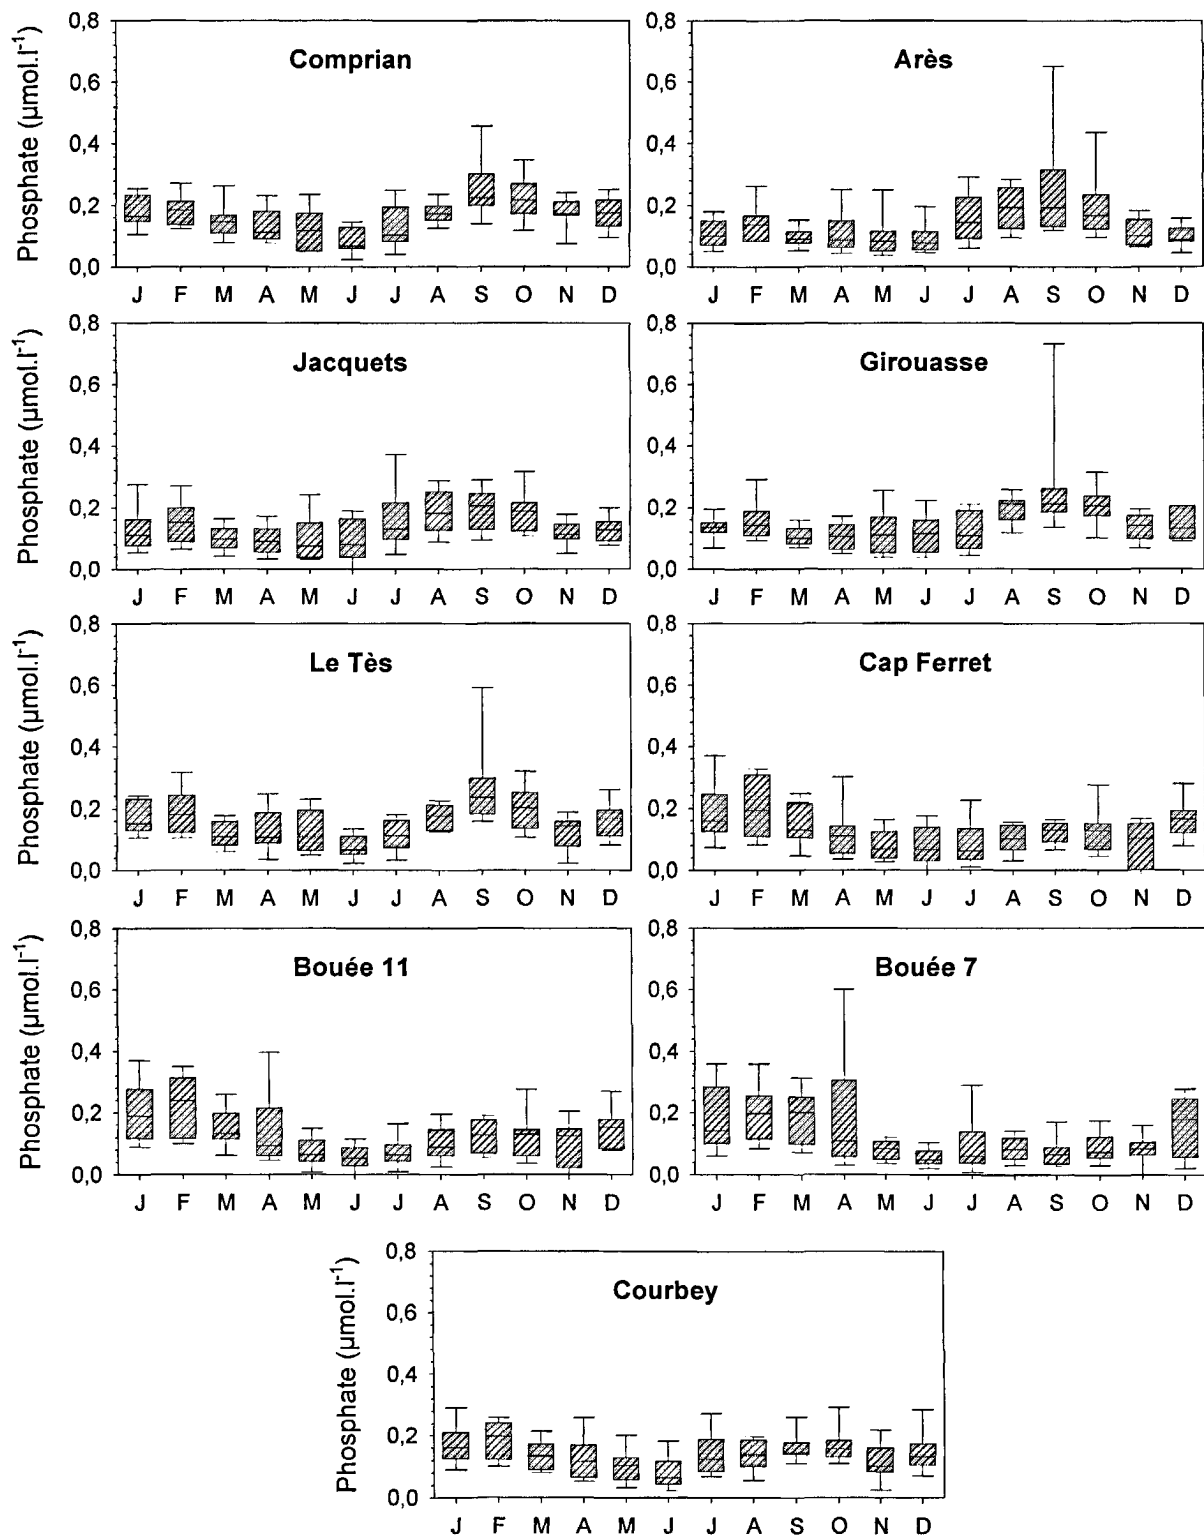 Comprian
Phosphate (µmol.l-1)
0,8
0,6
0,4
0,2
0,0
J F M A M J J A S O N D
Arès
0,8
0,6
0,4
0,2
0,0
J F M A M J J A S O N D
Jacquets
Phosphate (µmol.l-1)
0,8
0,6
0,4
0,2
0,0
J F M A M J J A S O N D
Girouasse
0,8
0,6
0,4
0,2
0,0
J F M A M J J A S O N D
Le Tès
Phosphate (µmol.l-1)
0,8
0,6
0,4
0,2
0,0
J F M A M J J A S O N D
Cap Ferret
0,8
0,6
0,4
0,2
0,0
J F M A M J J A S O N D
Bouée 11
Phosphate (µmol.l-1)
0,8
0,6
0,4
0,2
0,0
J F M A M J J A S O N D
Bouée 7
0,8
0,6
0,4
0,2
0,0
J F M A M J J A S O N D
Courbey
Phosphate (µmol.l-1)
0,8
0,6
0,4
0,2
0,0
J F M A M J J A S O N D